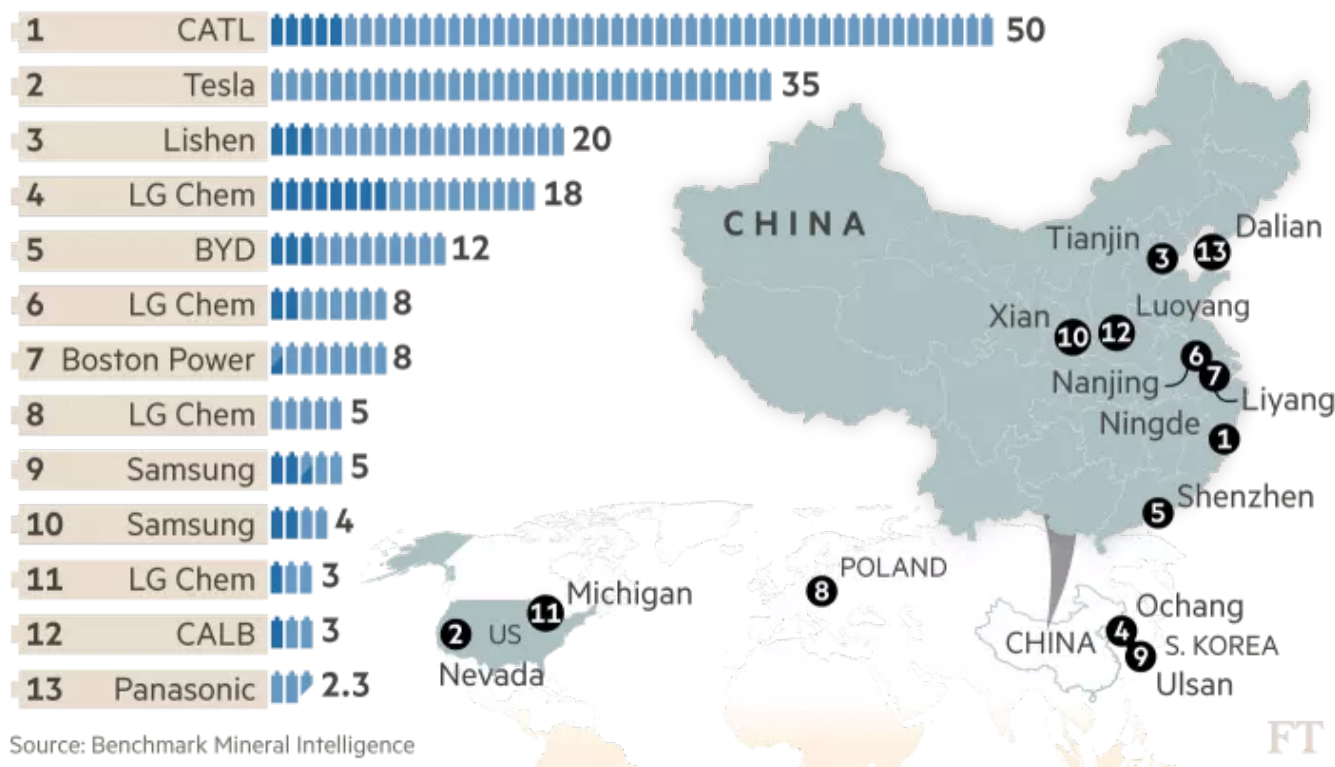 1 CATL 50
2 Tesla 35
3 Lishen 20
4 LG Chem 18
5 BYD 12
6 LG Chem 8
7 Boston Power 8
8 LG Chem 5
9 Samsung 5
10 Samsung 4
11 LG Chem 3
12 CALB 3
13 Panasonic 2.3
CHINA
Dalian
Tianjin 3 13
Luoyang
Xian 10 12
6
Nanjing 7
Liyang
Ningde 1
Shenzhen
5
POLAND
8
Michigan
11
2 US
Nevada
Ochang
4
CHINA S. KOREA
9
Ulsan
Source: Benchmark Mineral Intelligence
FT